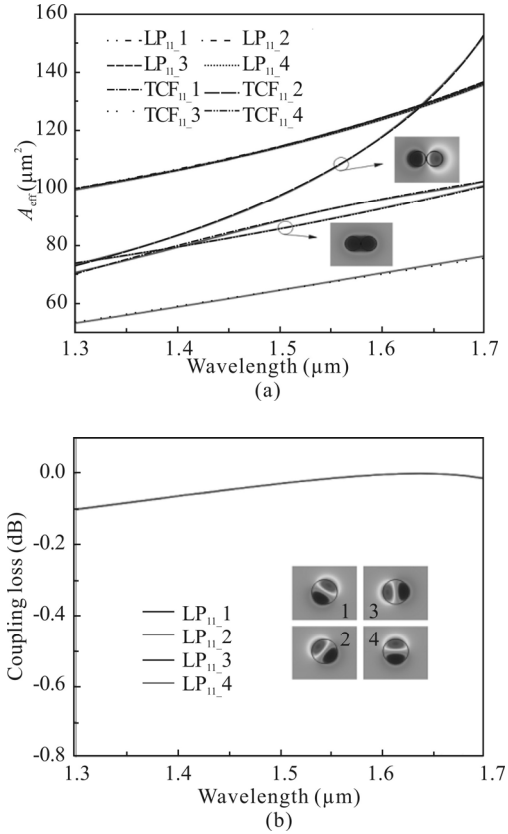 (a)
160
140
120
100
80
60
A_eff (μm²)
LP₁₁_1 LP₁₁_2
LP₁₁_3 LP₁₁_4
TCF₁₁_1 TCF₁₁_2
TCF₁₁_3 TCF₁₁_4
1.3 1.4 1.5 1.6 1.7
Wavelength (μm)
(a)
0.0
-0.2
-0.4
-0.6
-0.8
Coupling loss (dB)
LP₁₁_1
LP₁₁_2
LP₁₁_3
LP₁₁_4
1 3
2 4
1.3 1.4 1.5 1.6 1.7
Wavelength (μm)
(b)